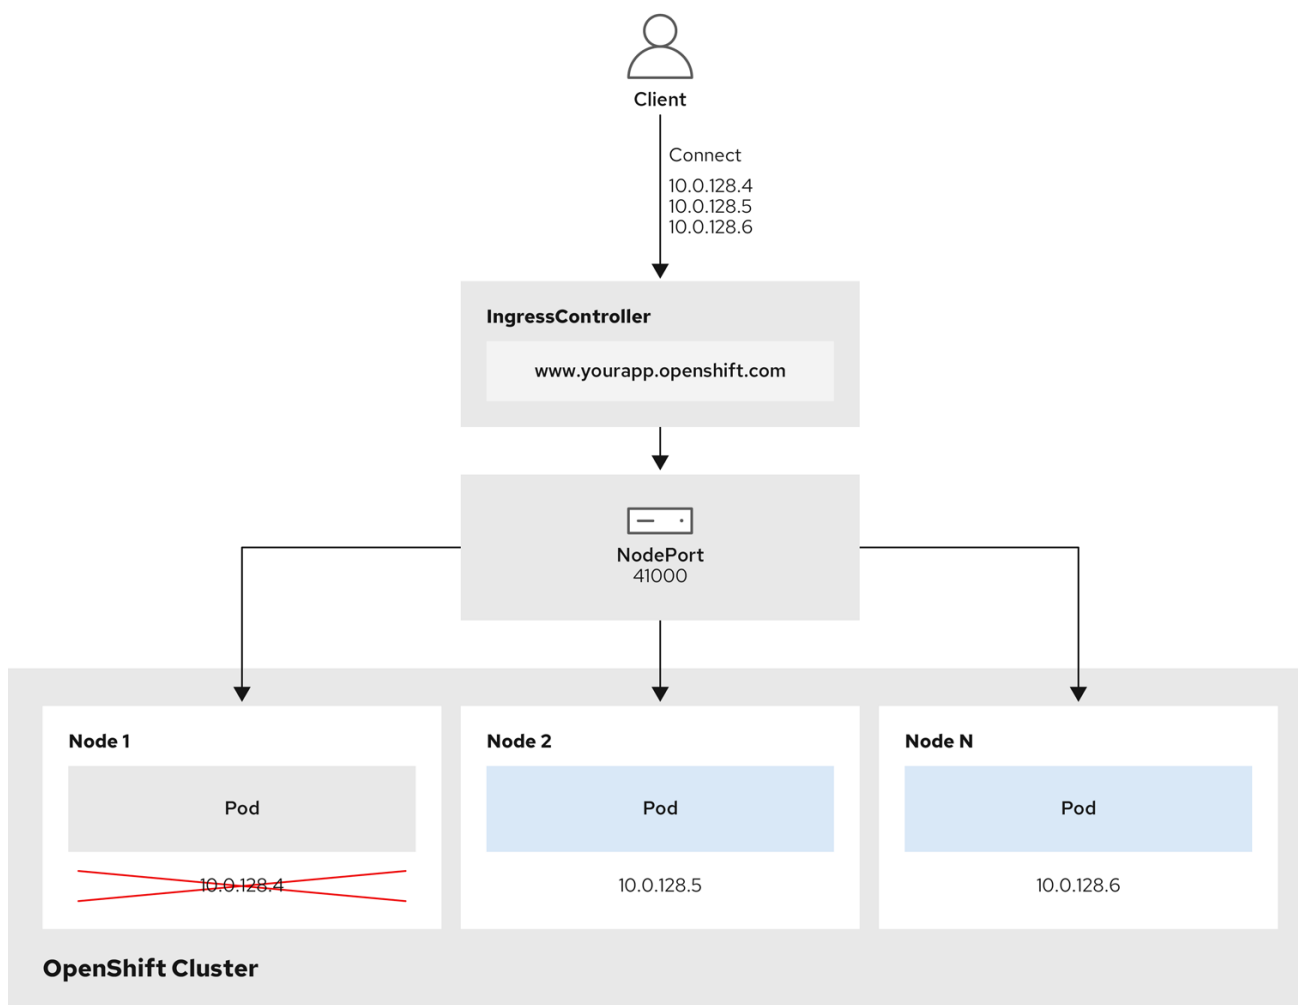 Client
Connect
10.0.128.4
10.0.128.5
10.0.128.6
IngressController
www.yourapp.openshift.com
NodePort
41000
Node 1
Pod
10.0.128.4
Node 2
Pod
10.0.128.5
Node N
Pod
10.0.128.6
OpenShift Cluster